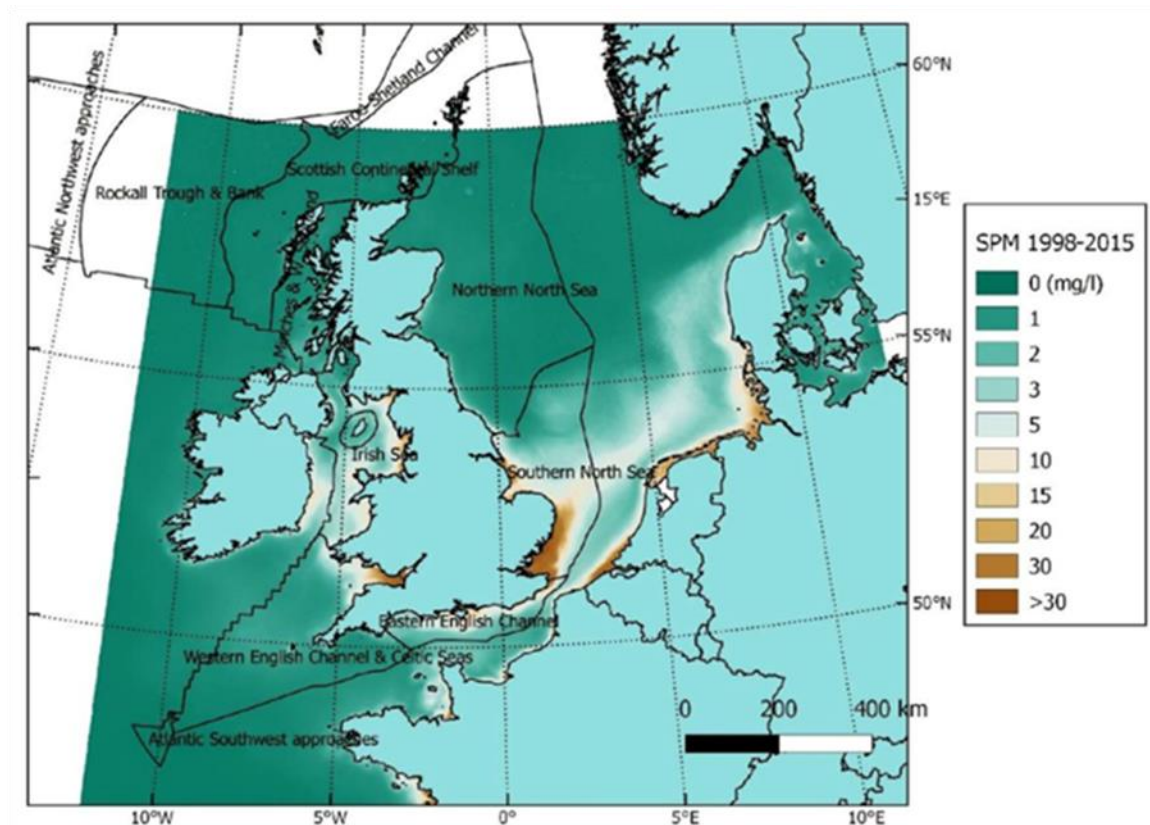 Atlantic Northwest approaches
Faroe-Shetland Channel
60°N
Scottish Continental Shelf
Rockall Trough & Bank
15°E
Minches &
Northern North Sea
55°N
Irish Sea
Southern North Sea
50°N
Eastern English Channel
Western English Channel & Celtic Seas
Atlantic Southwest approaches
0 200 400 km
10°W 5°W 0° 5°E 10°E
SPM 1998-2015
0 (mg/l)
1
2
3
5
10
15
20
30
>30